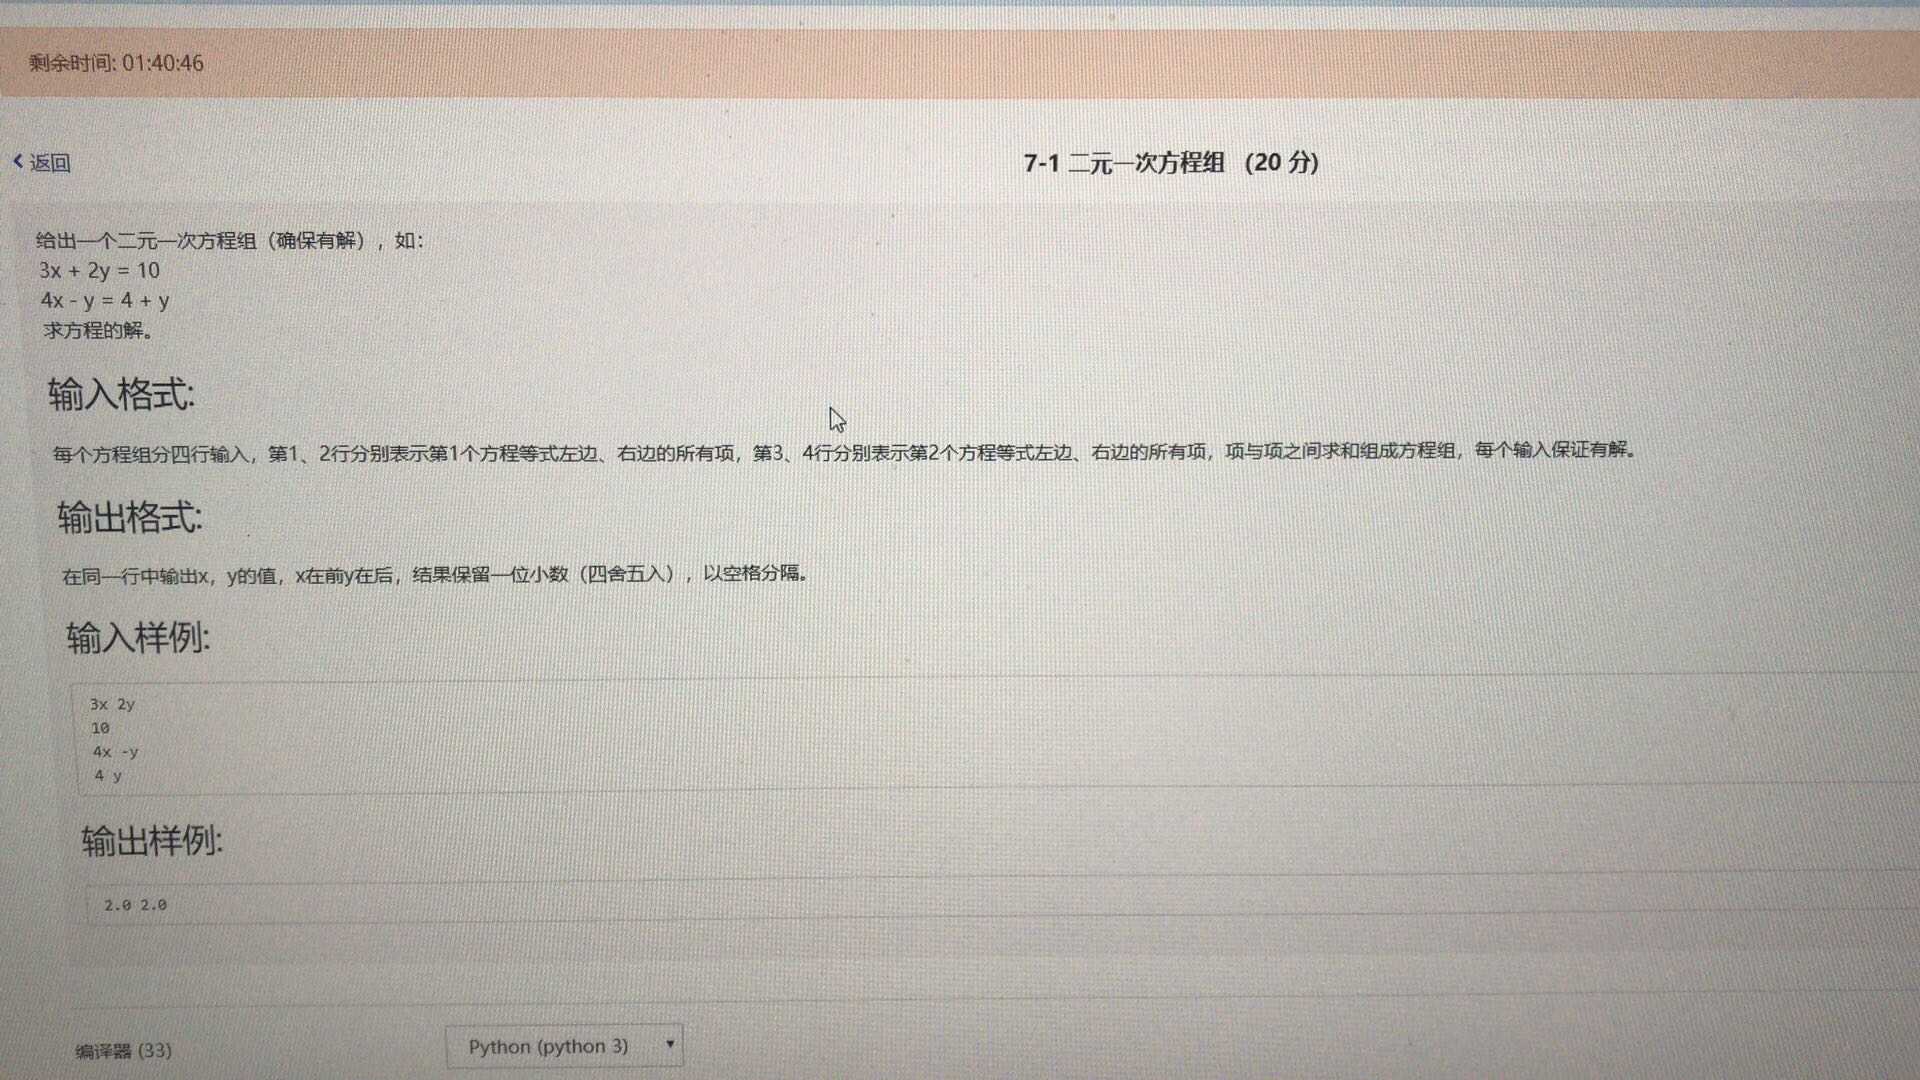 剩余时间: 01:40:46
返回
7-1 二元一次方程组 (20 分)
给出一个二元一次方程组（确保有解），如：
3x + 2y = 10
4x - y = 4 + y
求方程的解。
输入格式:
每个方程组分四行输入，第1、2行分别表示第1个方程等式左边、右边的所有项，第3、4行分别表示第2个方程等式左边、右边的所有项，项与项之间求和组成方程组，每个输入保证有解。
输出格式:
在同一行中输出x，y的值，x在前y在后，结果保留一位小数（四舍五入），以空格分隔。
输入样例:
3x 2y
10
4x -y
4 y
输出样例:
2.0 2.0
编译器 (33)
Python (python 3)